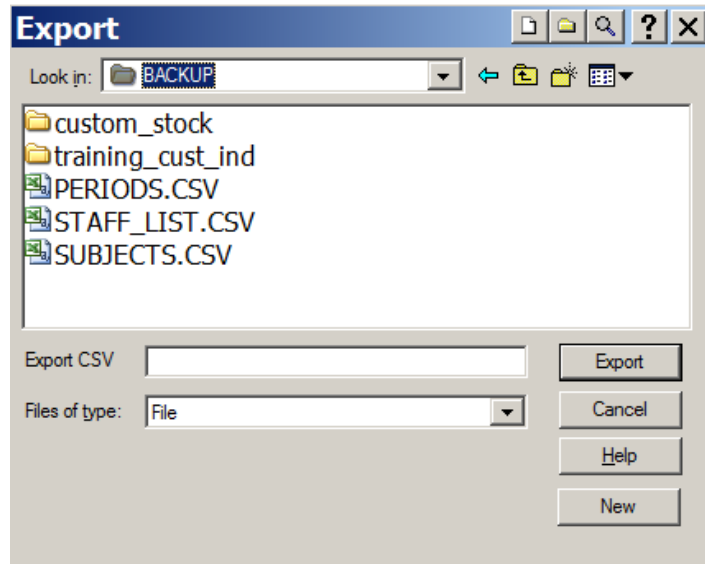 Export
?
Look in: BACKUP
custom_stock
training_cust_ind
PERIODS.CSV
STAFF_LIST.CSV
SUBJECTS.CSV
Export CSV
Export
Files of type: File
Cancel
Help
New